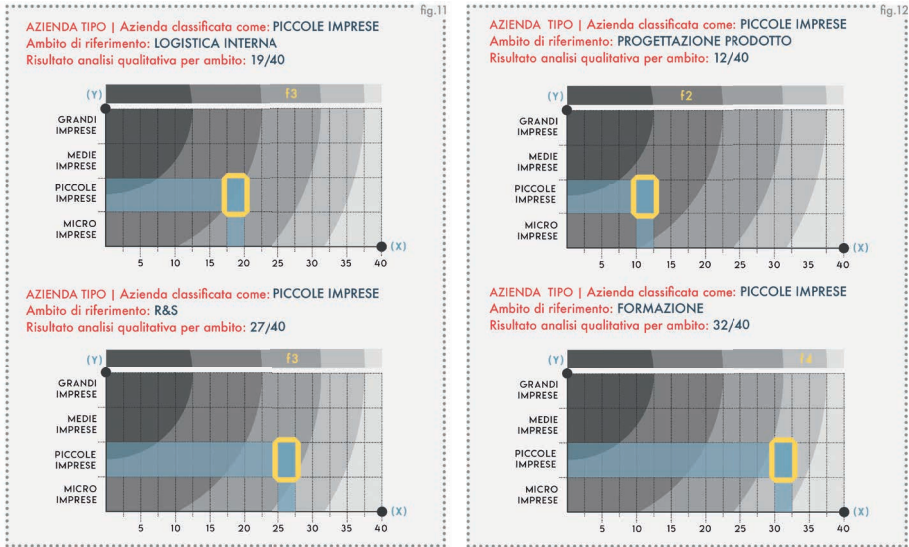 fig.11
AZIENDA TIPO | Azienda classificata come: PICCOLE IMPRESE
Ambito di riferimento: LOGISTICA INTERNA
Risultato analisi qualitativa per ambito: 19/40
(Y)
f3
GRANDI
IMPRESE
MEDIE
IMPRESE
PICCOLE
IMPRESE
MICRO
IMPRESE
(X)
5 10 15 20 25 30 35 40
AZIENDA TIPO | Azienda classificata come: PICCOLE IMPRESE
Ambito di riferimento: R&S
Risultato analisi qualitativa per ambito: 27/40
(Y)
f3
GRANDI
IMPRESE
MEDIE
IMPRESE
PICCOLE
IMPRESE
MICRO
IMPRESE
(X)
5 10 15 20 25 30 35 40
fig.12
AZIENDA TIPO | Azienda classificata come: PICCOLE IMPRESE
Ambito di riferimento: PROGETTAZIONE PRODOTTO
Risultato analisi qualitativa per ambito: 12/40
(Y)
f2
GRANDI
IMPRESE
MEDIE
IMPRESE
PICCOLE
IMPRESE
MICRO
IMPRESE
(X)
5 10 15 20 25 30 35 40
AZIENDA TIPO | Azienda classificata come: PICCOLE IMPRESE
Ambito di riferimento: FORMAZIONE
Risultato analisi qualitativa per ambito: 32/40
(Y)
f4
GRANDI
IMPRESE
MEDIE
IMPRESE
PICCOLE
IMPRESE
MICRO
IMPRESE
(X)
5 10 15 20 25 30 35 40